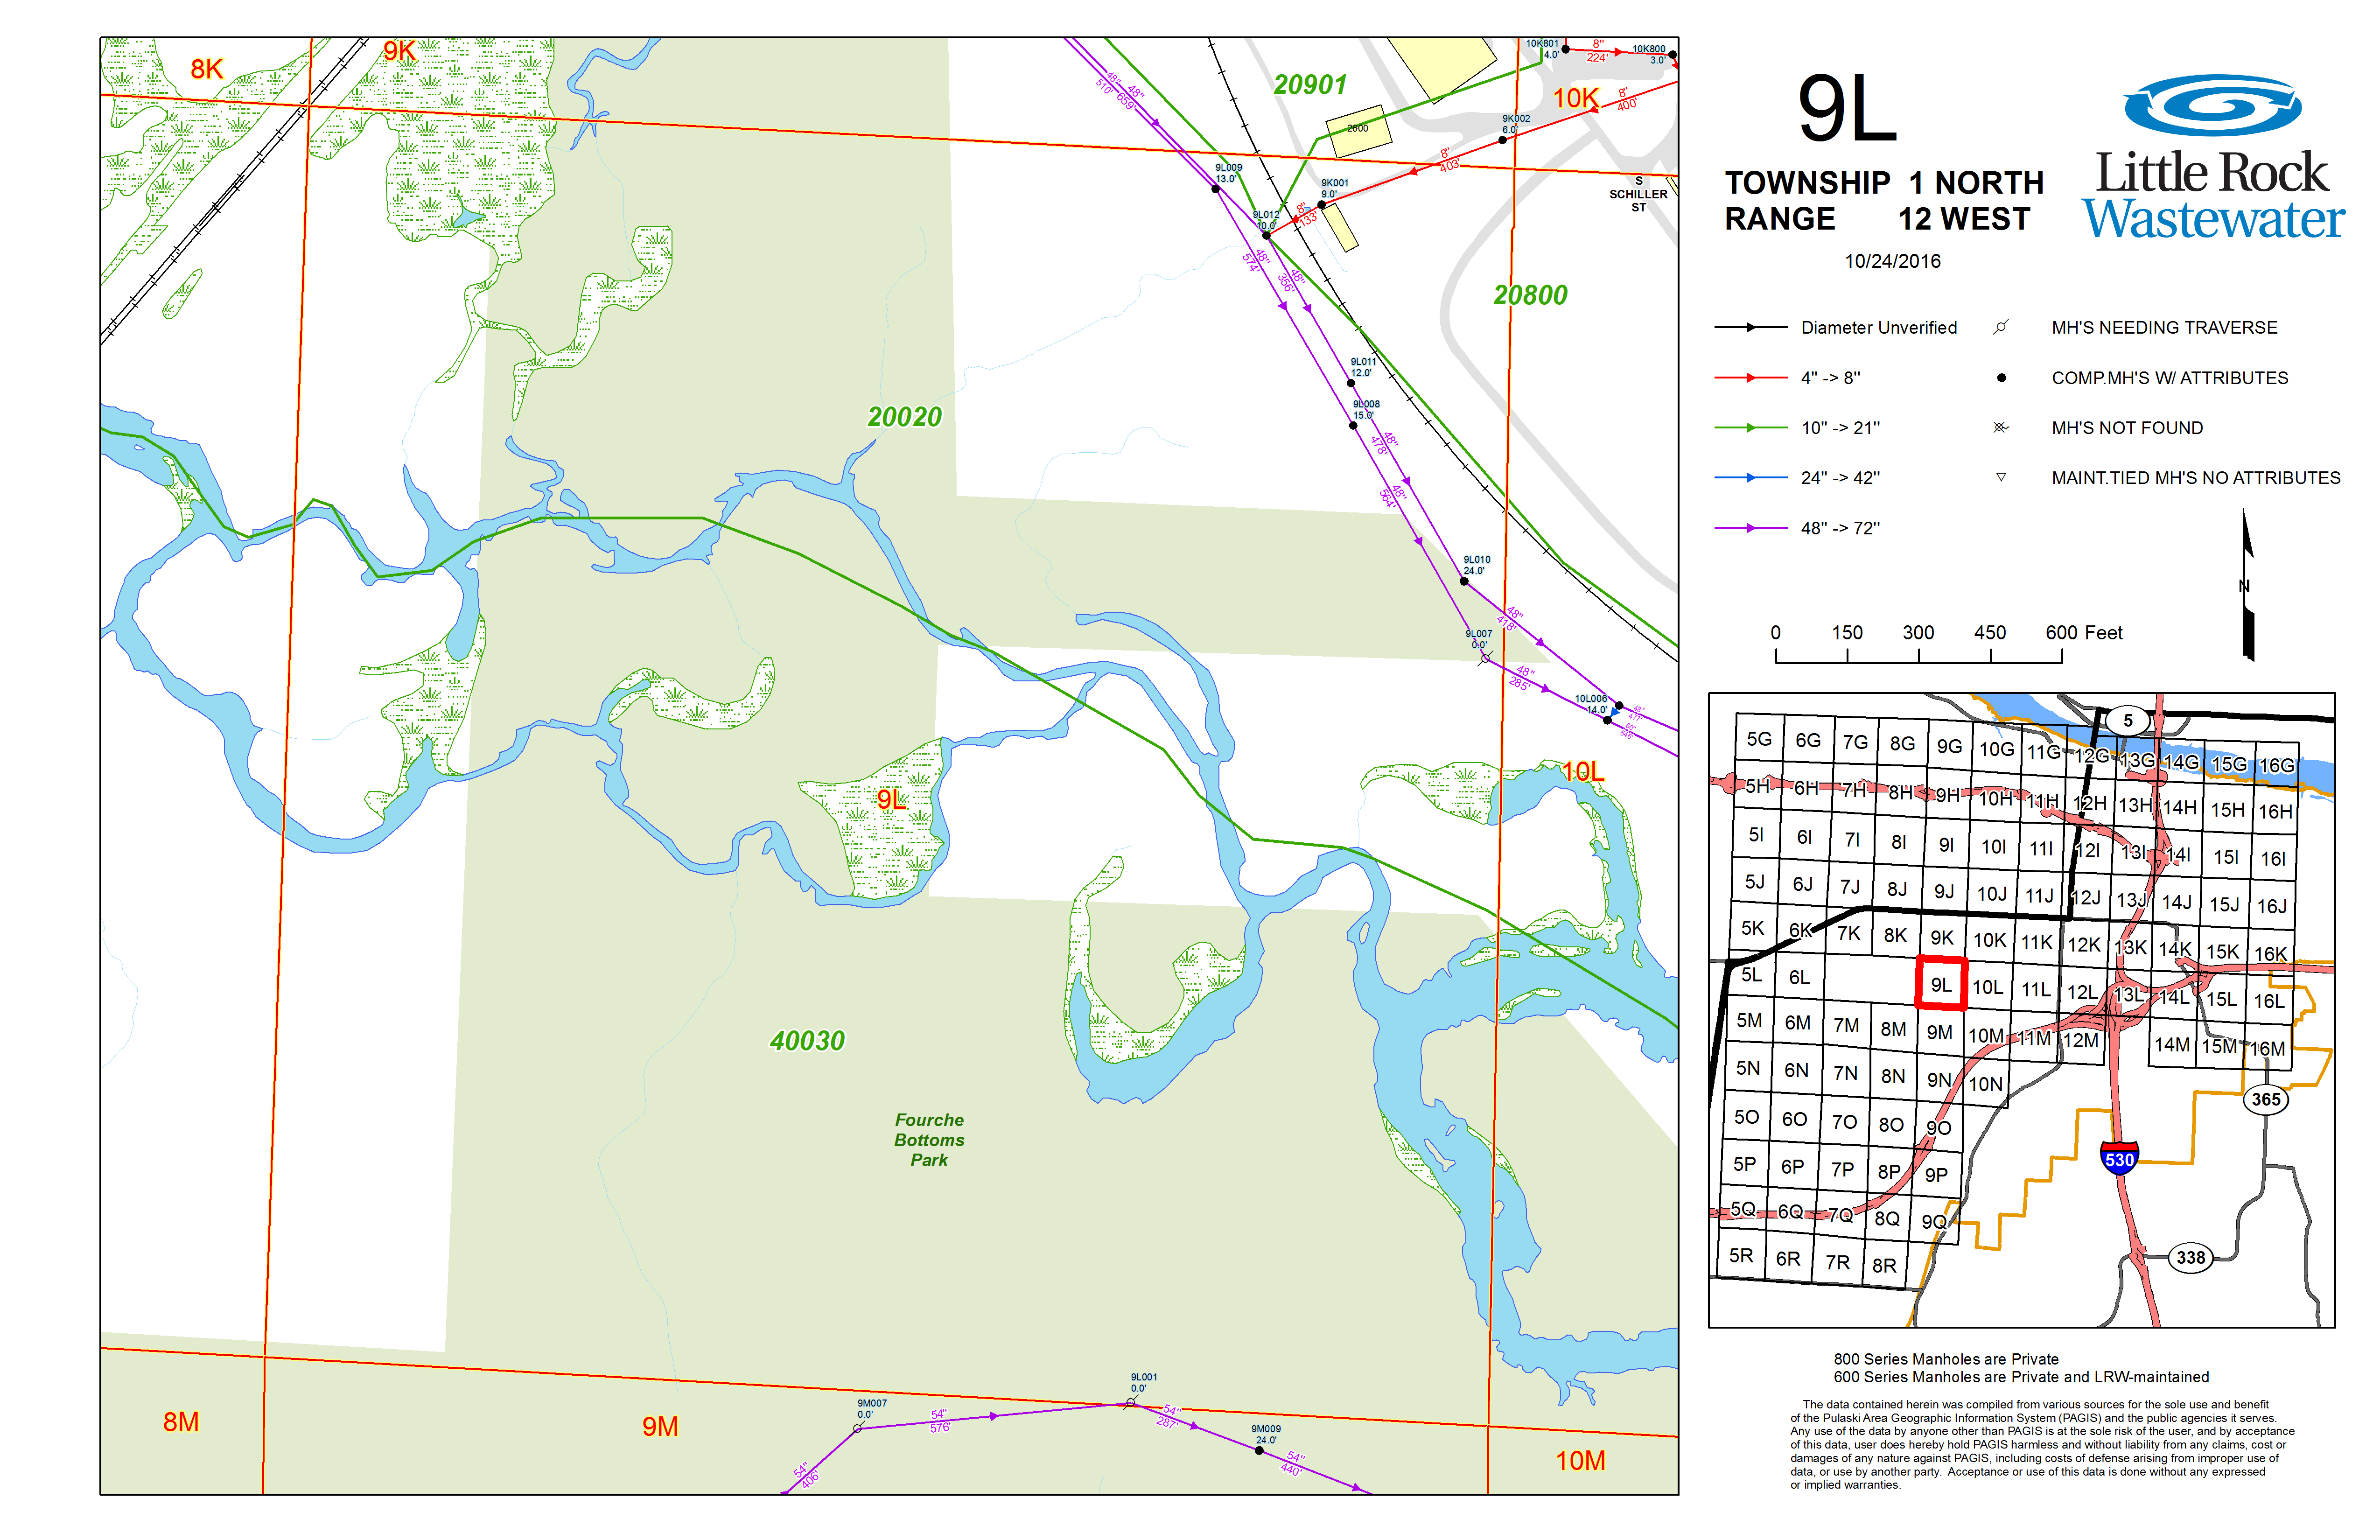 8K
9K
20901
10K801
4.0'
8"
224'
10K800
3.0'
10K
8"
400'
9K002
6.0'
2600
8"
403'
48"
510'
48"
659'
9L009
13.0'
9K001
9.0'
8"
133'
9L012
10.0'
S
SCHILLER
ST
48"
574'
48"
356'
20800
9L011
12.0'
9L008
15.0'
20020
48"
478'
48"
564'
9L010
24.0'
48"
418'
9L007
0.0'
48"
285'
10L006
14.0'
48"
477'
60"
546'
10L
9L
40030
Fourche
Bottoms
Park
8M
9M
10M
9M007
0.0'
54"
576'
9L001
0.0'
54"
287'
9M009
24.0'
54"
440'
54"
406'
9L
TOWNSHIP 1 NORTH
RANGE 12 WEST
10/24/2016
Little Rock
Wastewater
Diameter Unverified
4" -> 8"
10" -> 21"
24" -> 42"
48" -> 72"
MH'S NEEDING TRAVERSE
COMP.MH'S W/ ATTRIBUTES
MH'S NOT FOUND
MAINT.TIED MH'S NO ATTRIBUTES
N
0 150 300 450 600 Feet
5
5G 6G 7G 8G 9G 10G 11G 12G 13G 14G 15G 16G
5H 6H 7H 8H 9H 10H 11H 12H 13H 14H 15H 16H
5I 6I 7I 8I 9I 10I 11I 12I 13I 14I 15I 16I
5J 6J 7J 8J 9J 10J 11J 12J 13J 14J 15J 16J
5K 6K 7K 8K 9K 10K 11K 12K 13K 14K 15K 16K
5L 6L 9L 10L 11L 12L 13L 14L 15L 16L
5M 6M 7M 8M 9M 10M 11M 12M 14M 15M 16M
5N 6N 7N 8N 9N 10N
365
5O 6O 7O 8O 9O
530
5P 6P 7P 8P 9P
5Q 6Q 7Q 8Q 9Q
5R 6R 7R 8R
338
800 Series Manholes are Private
600 Series Manholes are Private and LRW-maintained
The data contained herein was compiled from various sources for the sole use and benefit
of the Pulaski Area Geographic Information System (PAGIS) and the public agencies it serves.
Any use of the data by anyone other than PAGIS is at the sole risk of the user, and by acceptance
of this data, user does hereby hold PAGIS harmless and without liability from any claims, cost or
damages of any nature against PAGIS, including costs of defense arising from improper use of
data, or use by another party. Acceptance or use of this data is done without any expressed
or implied warranties.